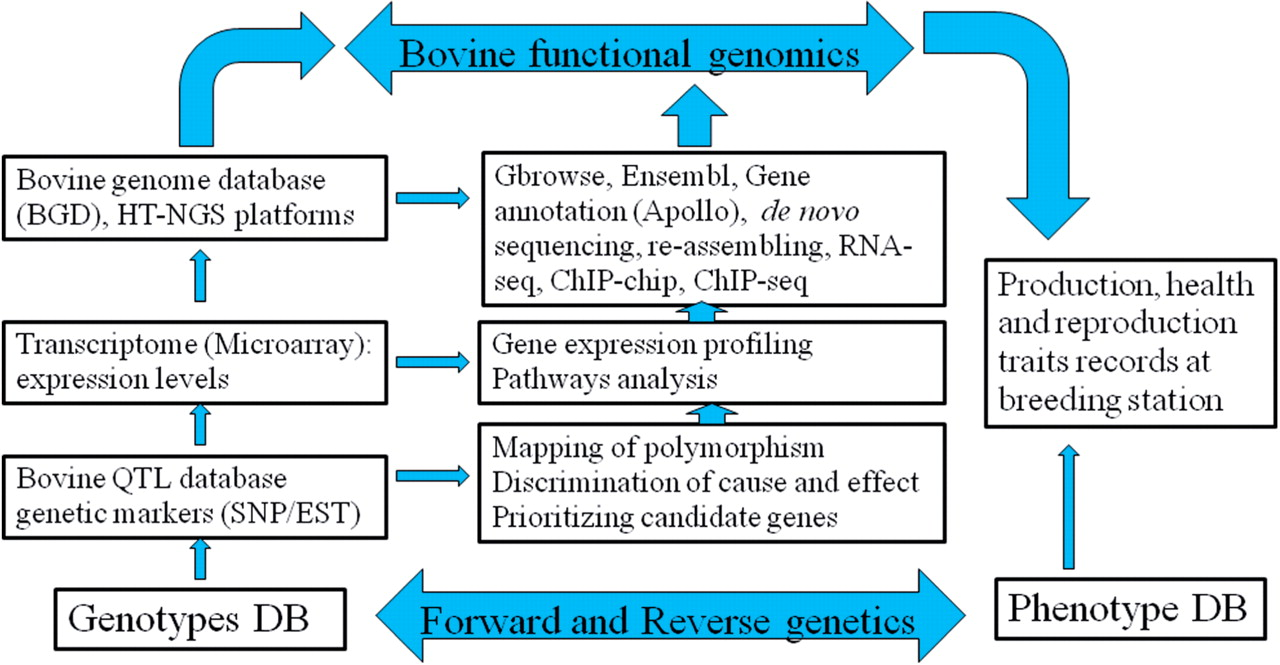 Bovine functional genomics
Bovine genome database
(BGD), HT-NGS platforms
Gbrowse, Ensembl, Gene
annotation (Apollo), de novo
sequencing, re-assembling, RNA-
seq, ChIP-chip, ChIP-seq
Production, health
and reproduction
traits records at
breeding station
Transcriptome (Microarray):
expression levels
Gene expression profiling
Pathways analysis
Bovine QTL database
genetic markers (SNP/EST)
Mapping of polymorphism
Discrimination of cause and effect
Prioritizing candidate genes
Genotypes DB
Forward and Reverse genetics
Phenotype DB